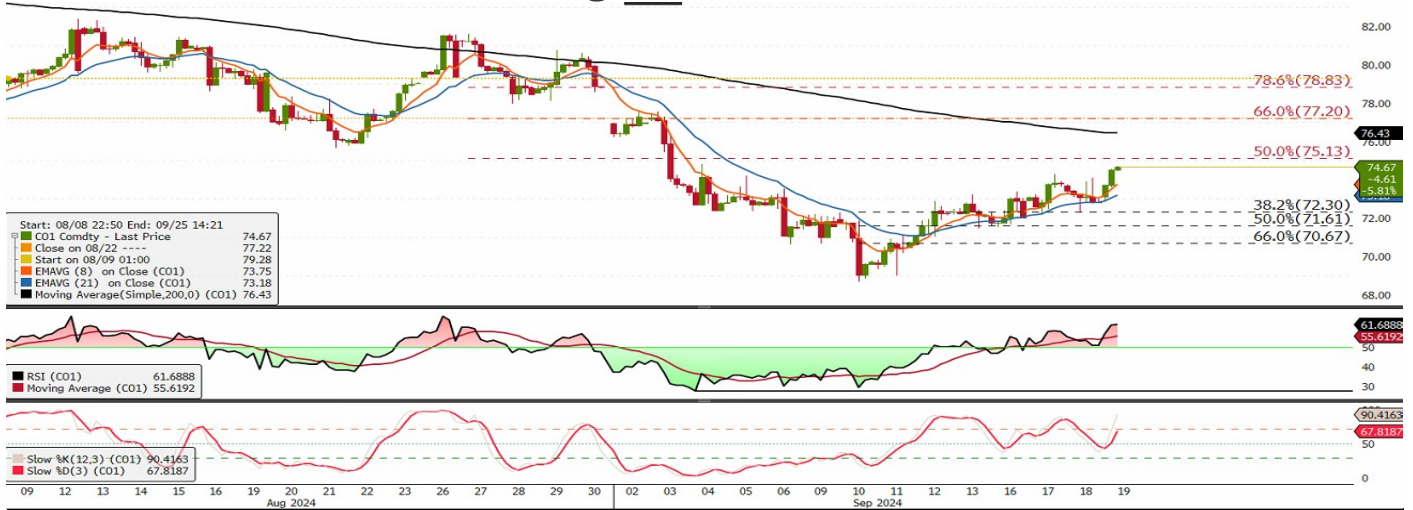 82.00
80.00
78.6%(78.83)
78.00
66.0%(77.20)
76.43
76.00
50.0%(75.13)
74.67
-4.61
-5.81%
38.2%(72.30)
72.00
50.0%(71.61)
66.0%(70.67)
70.00
68.00
Start: 08/08 22:50 End: 09/25 14:21
CO1 Comdty - Last Price 74.67
Close on 08/22 ---- 77.22
Start on 08/09 01:00 79.28
EMAVG (8) on Close (CO1) 73.75
EMAVG (21) on Close (CO1) 73.18
Moving Average(Simple,200,0) (CO1) 76.43
61.6888
55.6192
50
40
30
RSI (CO1) 61.6888
Moving Average (CO1) 55.6192
90.4163
67.8187
50
0
Slow %K(12,3) (CO1) 90.4163
Slow %D(3) (CO1) 67.8187
09 12 13 14 15 16 19 20 21 22 23 26 27 28 29 30 02 03 04 05 06 09 10 11 12 13 16 17 18 19
Aug 2024 Sep 2024